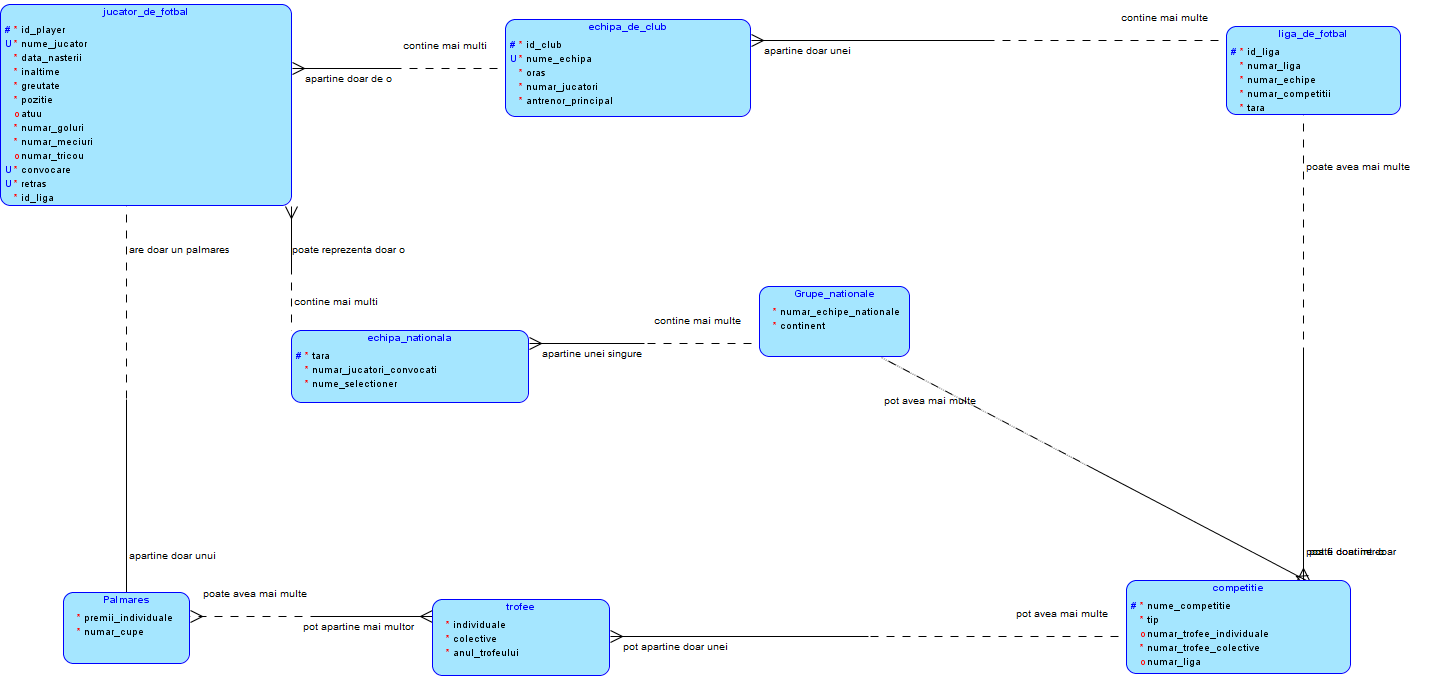 jucator_de_fotbal
# * id_player
U * nume_jucator
* data_nasterii
* inaltime
* greutate
* pozitie
o atuu
* numar_goluri
* numar_meciuri
o numar_tricou
U * convocare
U * retras
* id_liga
contine mai multi
apartine doar de o
echipa_de_club
# * id_club
U * nume_echipa
* oras
* numar_jucatori
* antrenor_principal
contine mai multe
apartine doar unei
liga_de_fotbal
# * id_liga
* numar_liga
* numar_echipe
* numar_competitii
* tara
poate avea mai multe
are doar un palmares
poate reprezenta doar o
contine mai multi
echipa_nationala
# * tara
* numar_jucatori_convocati
* nume_selectioner
contine mai multe
apartine unei singure
Grupe_nationale
* numar_echipe_nationale
* continent
pot avea mai multe
apartine doar unui
Palmares
* premii_individuale
* numar_cupe
poate avea mai multe
pot apartine mai multor
trofee
* individuale
* colective
* anul_trofeului
pot avea mai multe
pot apartine doar unei
competitie
# * nume_competitie
* tip
o numar_trofee_individuale
* numar_trofee_colective
o numar_liga